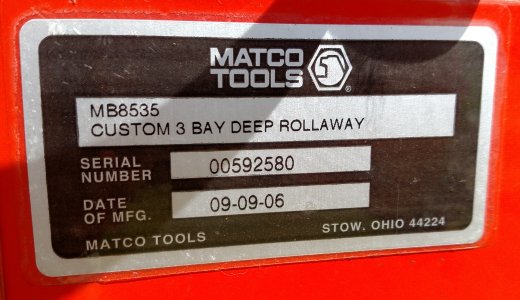 MATCO
TOOLS
MB8535
CUSTOM 3 BAY DEEP ROLLAWAY
SERIAL
NUMBER
00592580
DATE
OF MFG.
09-09-06
MATCO TOOLS
STOW. OHIO 44224